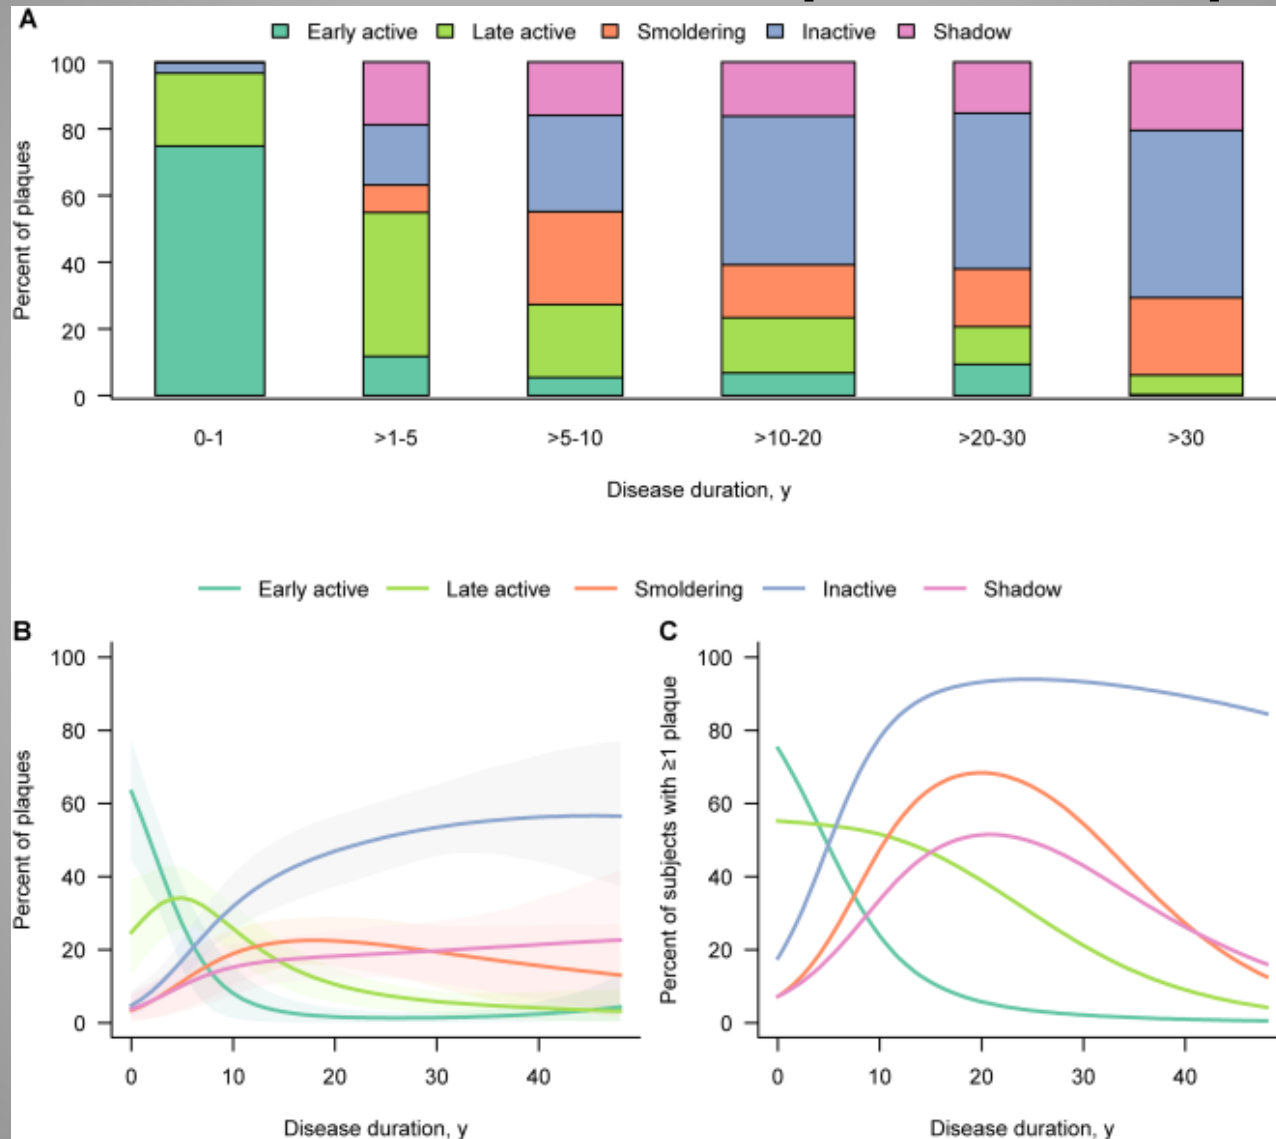 A
Early active Late active Smoldering Inactive Shadow
100
80
60
40
20
0
Percent of plaques
0-1 >1-5 >5-10 >10-20 >20-30 >30
Disease duration, y
Early active Late active Smoldering Inactive Shadow
B
100
80
60
40
20
0
Percent of plaques
0 10 20 30 40
Disease duration, y
C
100
80
60
40
20
0
Percent of subjects with ≥1 plaque
0 10 20 30 40
Disease duration, y